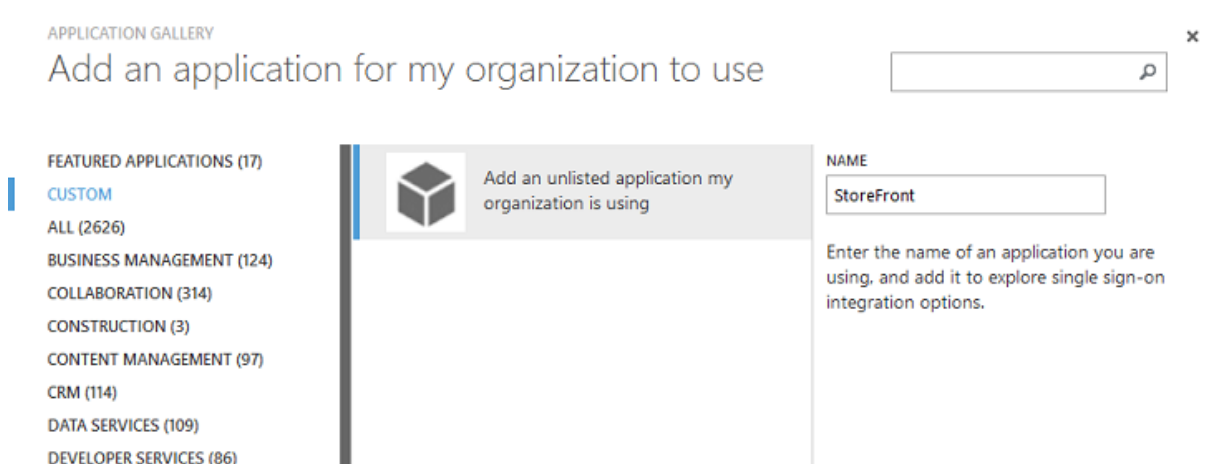 APPLICATION GALLERY
Add an application for my organization to use
FEATURED APPLICATIONS (17)
CUSTOM
ALL (2626)
BUSINESS MANAGEMENT (124)
COLLABORATION (314)
CONSTRUCTION (3)
CONTENT MANAGEMENT (97)
CRM (114)
DATA SERVICES (109)
DEVELOPER SERVICES (86)
Add an unlisted application my
organization is using
NAME
StoreFront
Enter the name of an application you are
using, and add it to explore single sign-on
integration options.